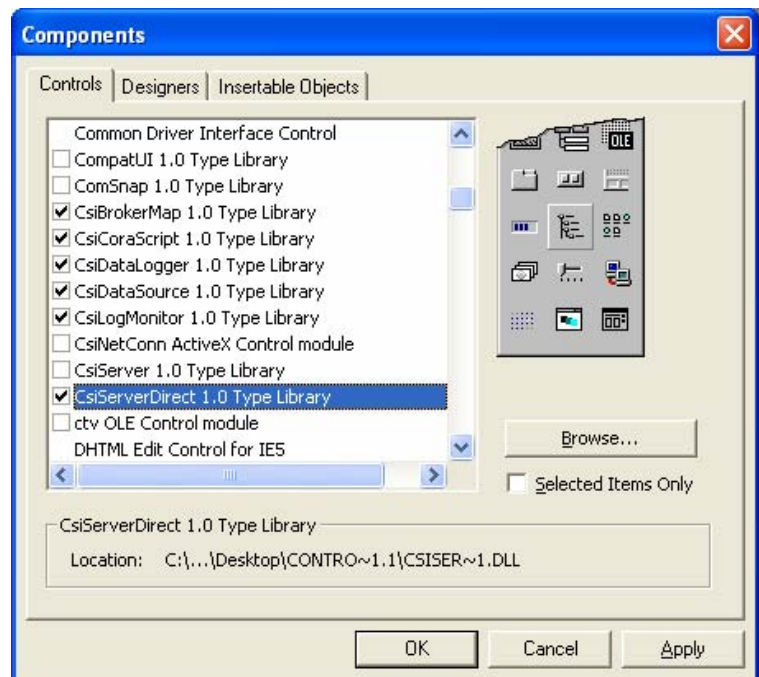 Components
Controls
Designers
Insertable Objects
Common Driver Interface Control
CompatUI 1.0 Type Library
ComSnap 1.0 Type Library
CsiBrokerMap 1.0 Type Library
CsiCoraScript 1.0 Type Library
CsiDataLogger 1.0 Type Library
CsiDataSource 1.0 Type Library
CsiLogMonitor 1.0 Type Library
CsiNetConn ActiveX Control module
CsiServer 1.0 Type Library
CsiServerDirect 1.0 Type Library
ctv OLE Control module
DHTML Edit Control for IE5
OLE
Browse...
Selected Items Only
CsiServerDirect 1.0 Type Library
Location: C:\...\Desktop\CONTRO~1.1\CSISER~1.DLL
OK
Cancel
Apply